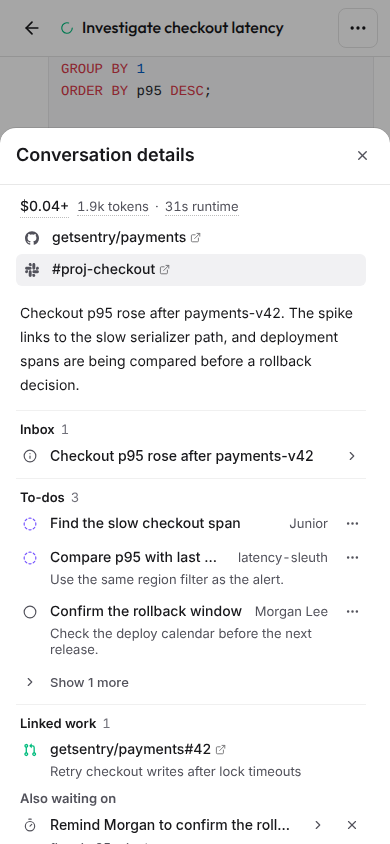 Investigate checkout latency
GROUP BY 1
ORDER BY p95 DESC;
Conversation details
$0.04+ 1.9k tokens · 31s runtime
getsentry/payments
#proj-checkout
Checkout p95 rose after payments-v42. The spike
links to the slow serializer path, and deployment
spans are being compared before a rollback
decision.
Inbox 1
Checkout p95 rose after payments-v42
To-dos 3
Find the slow checkout span Junior
Compare p95 with last ... latency-sleuth
Use the same region filter as the alert.
Confirm the rollback window Morgan Lee
Check the deploy calendar before the next
release.
Show 1 more
Linked work 1
getsentry/payments#42
Retry checkout writes after lock timeouts
Also waiting on
Remind Morgan to confirm the roll...